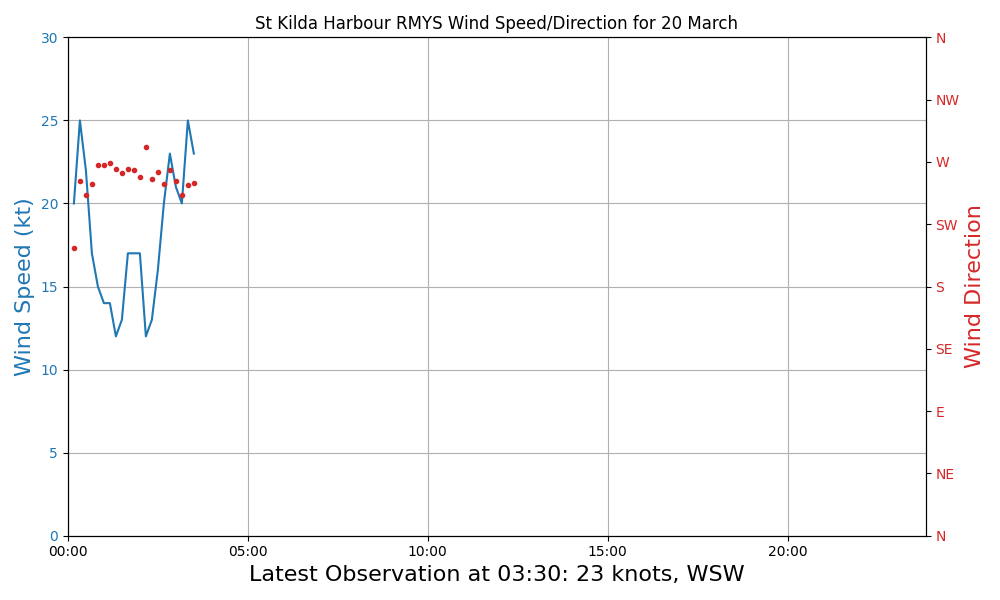 St Kilda Harbour RMYS Wind Speed/Direction for 20 March
30
25
20
15
10
5
0
Wind Speed (kt)
N
NW
W
SW
S
SE
E
NE
N
Wind Direction
00:00 05:00 10:00 15:00 20:00
Latest Observation at 03:30: 23 knots, WSW